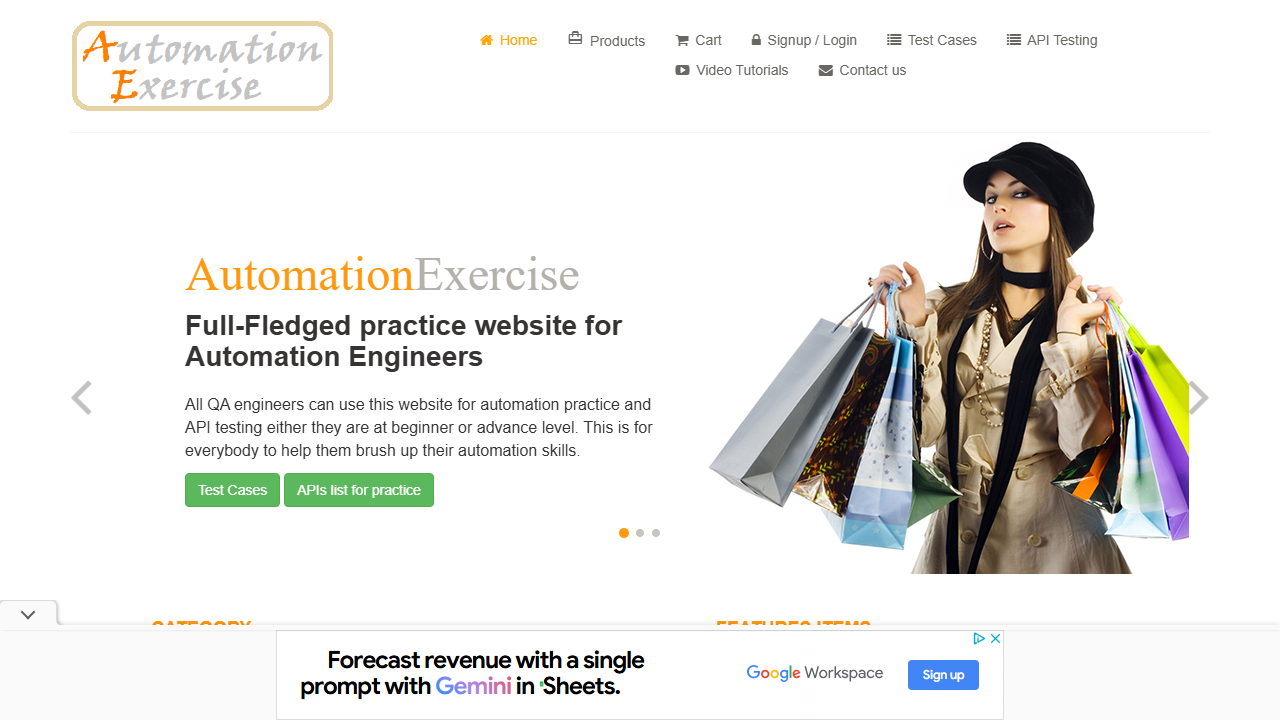 Automation
Exercise
Home
Products
Cart
Signup / Login
Test Cases
API Testing
Video Tutorials
Contact us
AutomationExercise
Full-Fledged practice website for
Automation Engineers
All QA engineers can use this website for automation practice and
API testing either they are at beginner or advance level. This is for
everybody to help them brush up their automation skills.
Test Cases
APIs list for practice
CATEGORY
FEATURES ITEMS
Forecast revenue with a single
prompt with Gemini in Sheets.
Google Workspace
Sign up